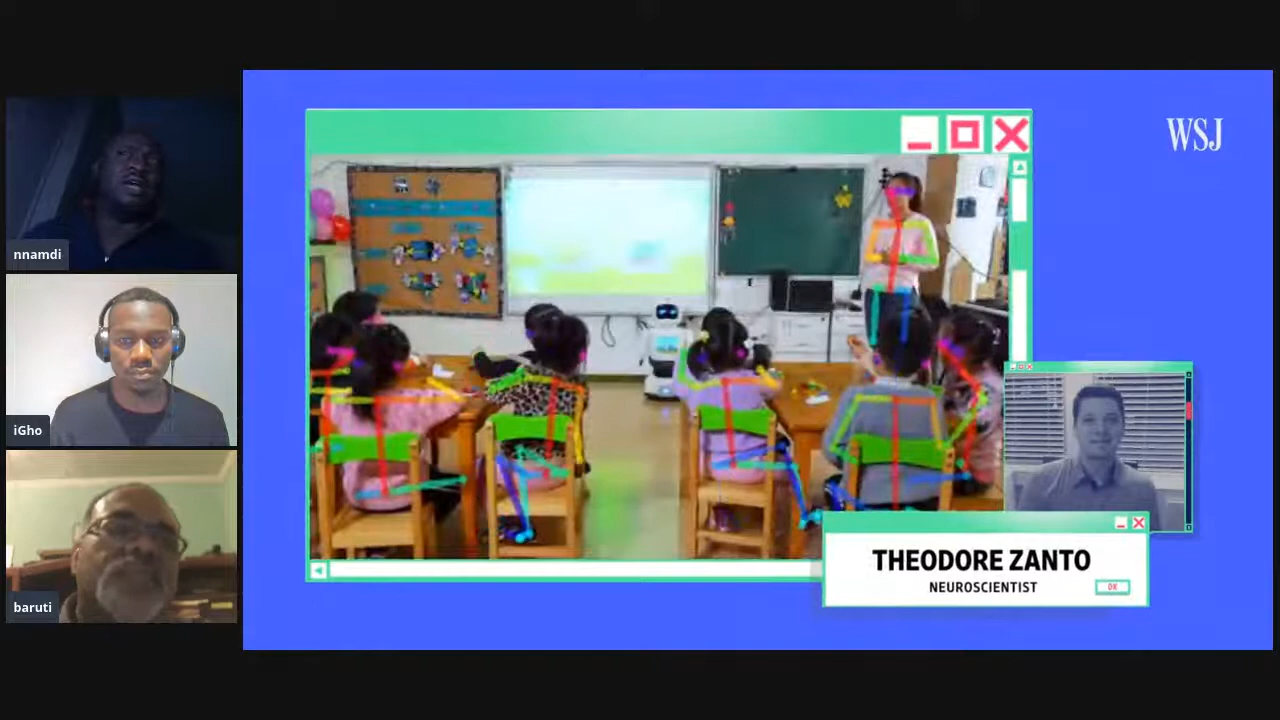 nnamdi
iGho
baruti
WSJ
THEODORE ZANTO
NEUROSCIENTIST
OK